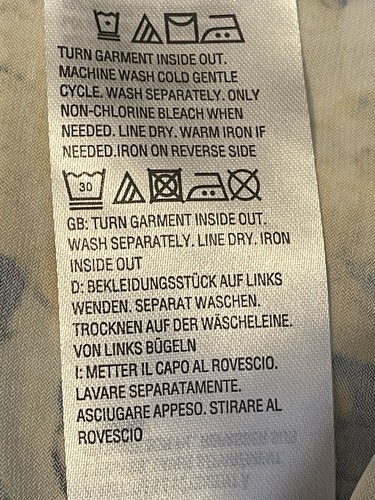 TURN GARMENT INSIDE OUT.
MACHINE WASH COLD GENTLE
CYCLE. WASH SEPARATELY. ONLY
NON-CHLORINE BLEACH WHEN
NEEDED. LINE DRY. WARM IRON IF
NEEDED.IRON ON REVERSE SIDE
30
GB: TURN GARMENT INSIDE OUT.
WASH SEPARATELY. LINE DRY. IRON
INSIDE OUT
D: BEKLEIDUNGSSTÜCK AUF LINKS
WENDEN. SEPARAT WASCHEN.
TROCKNEN AUF DER WÄSCHELEINE.
VON LINKS BÜGELN
I: METTER IL CAPO AL ROVESCIO.
LAVARE SEPARATAMENTE.
ASCIUGARE APPESO. STIRARE AL
ROVESCIO